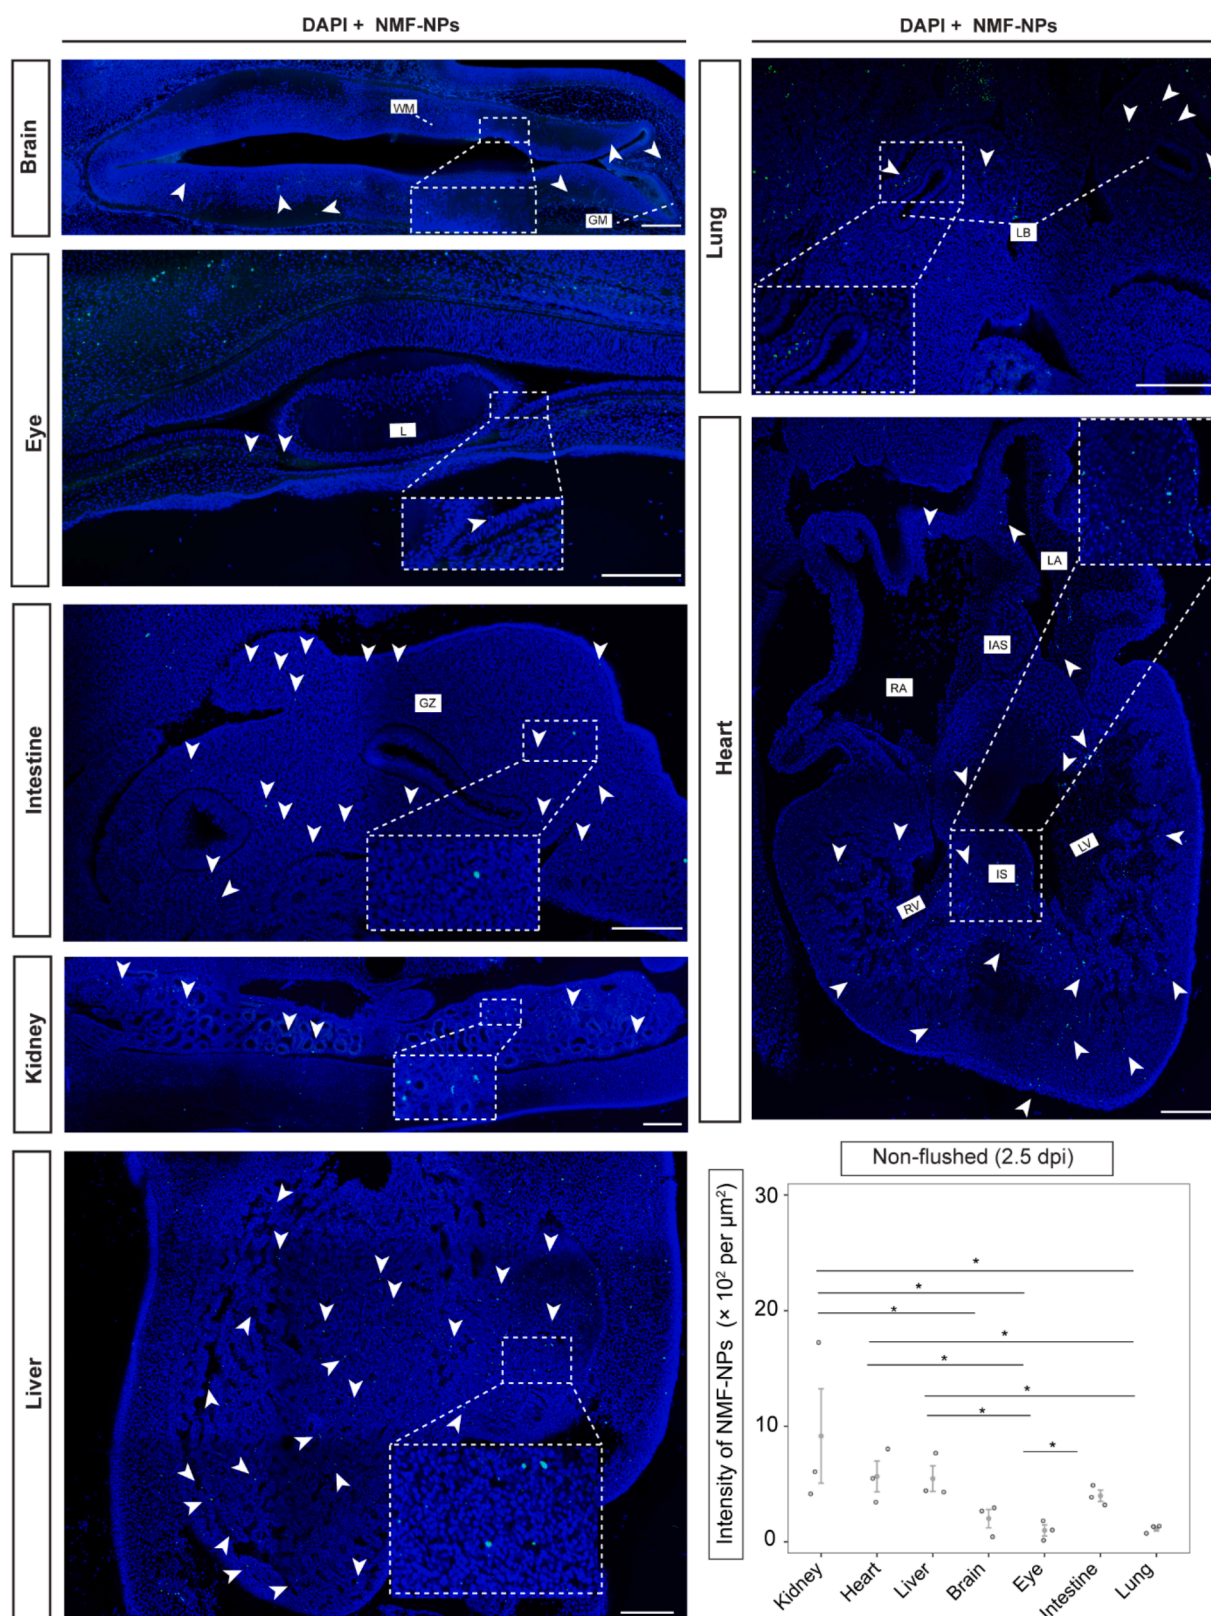 DAPI + NMF-NPs
Brain
WM
GM
Eye
L
Intestine
GZ
Kidney
Liver
DAPI + NMF-NPs
Lung
LB
Heart
LA
IAS
RA
IS
LV
RV
Non-flushed (2.5 dpi)
Intensity of NMF-NPs (× 10² per µm²)
30
20
10
0
*
*
*
*
*
*
*
*
Kidney
Heart
Liver
Brain
Eye
Intestine
Lung